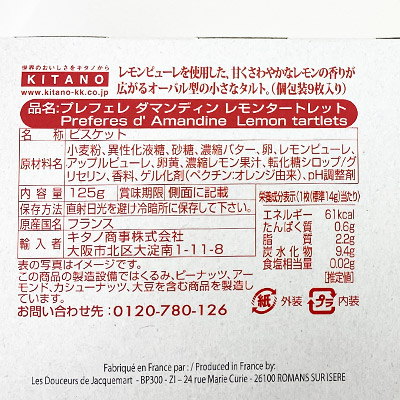 世界のおいしさをキタノから
KITANO
www.kitano-kk.co.jp
レモンピューレを使用した、甘くさわやかなレモンの香りが
広がるオーバル型の小さなタルト。（個包装9枚入り）
品名:プレフェレ ダマンディン レモンタートレット
Preferes d' Amandine Lemon tartlets
名称 ビスケット
原材料名 小麦粉、異性化液糖、砂糖、濃縮バター、卵、レモンピューレ、
アップルピューレ、卵黄、濃縮レモン果汁、転化糖シロップ/グ
リセリン、香料、ゲル化剤（ペクチン:オレンジ由来）、pH調整剤
内容量 125g 賞味期限 側面に記載
保存方法 直射日光を避け冷暗所に保存して下さい。
原産国名 フランス
輸入者 キタノ商事株式会社
大阪市北区大淀南1-11-8
栄養成分表示(1枚(標準14g)当たり)
エネルギー 61kcal
たんぱく質 0.6g
脂質 2.2g
炭水化物 9.4g
食塩相当量 0.02g
[推定値]
表の写真はイメージです。
この商品の製造設備ではくるみ、ピーナッツ、アー
モンド、カシューナッツ、大豆を含む商品を製造し
ています。
お問い合わせ先：0120-780-126
紙 外装 プラ 内装
Fabriqué en France par : / Produced in France by:
Les Douceurs de Jacquemart - BP300 - ZI – 24 rue Marie Curie - 26100 ROMANS SUR ISERE